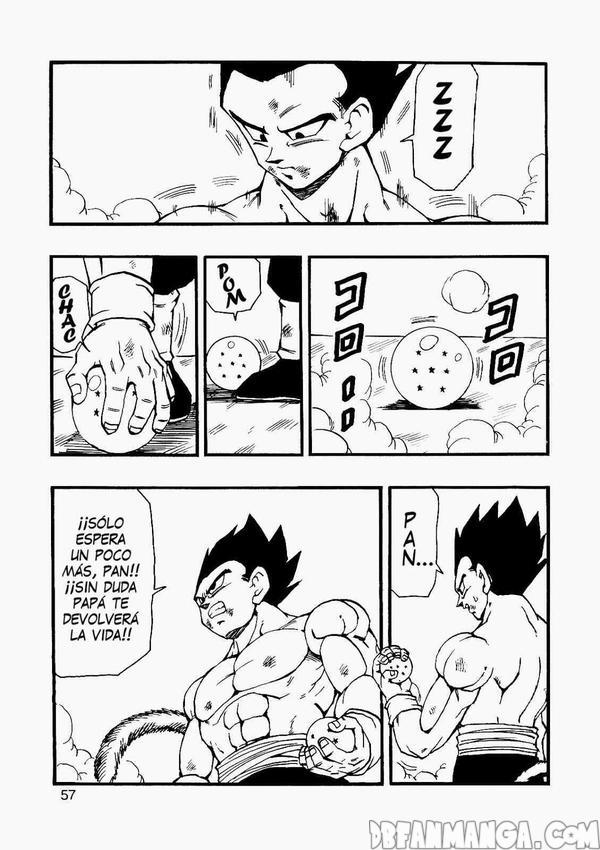 ZZZ
コロ
コロ··
POM
CHAC
PAN...
¡¡SÓLO
ESPERA
UN POCO
MÁS, PAN!!
¡¡SIN DUDA
PAPÁ TE
DEVOLVERÁ
LA VIDA!!
57
DBFANMANGA.COM